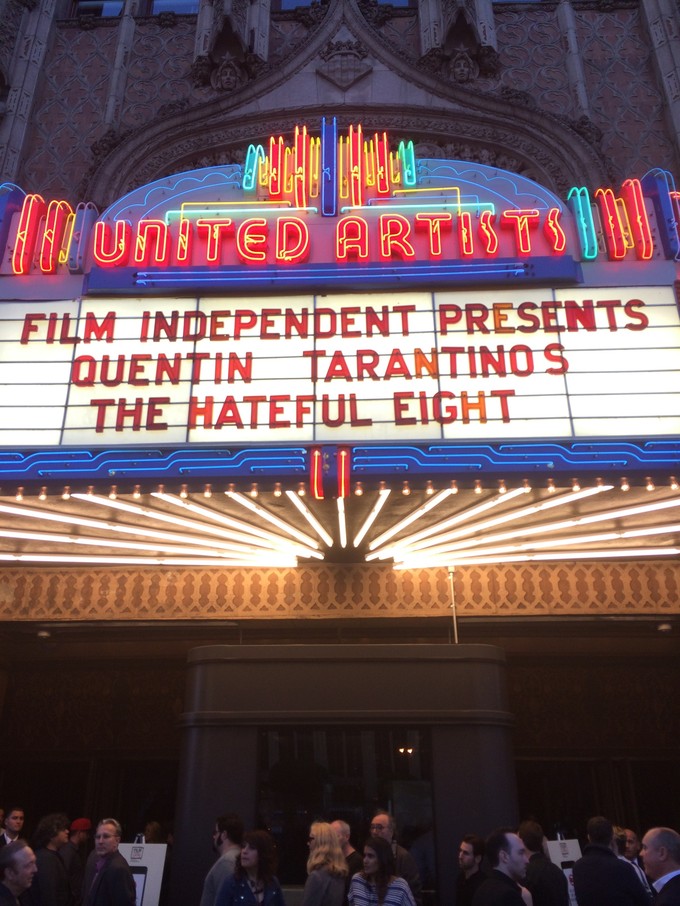 UNITED ARTISTS
FILM INDEPENDENT PRESENTS
QUENTIN TARANTINOS
THE HATEFUL EIGHT